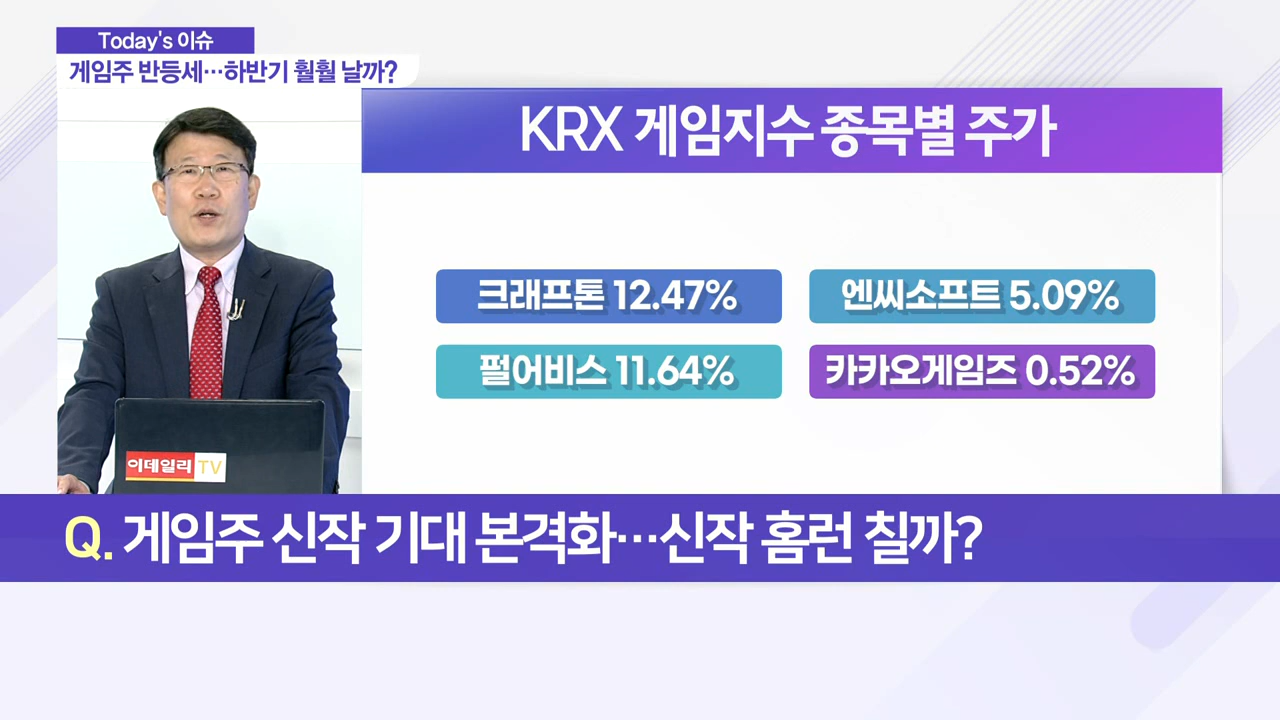 Today's 이슈
게임주 반등세…하반기 훨훨 날까?
KRX 게임지수 종목별 주가
크래프톤 12.47%
엔씨소프트 5.09%
펄어비스 11.64%
카카오게임즈 0.52%
이데일리 TV
Q. 게임주 신작 기대 본격화…신작 홈런 칠까?